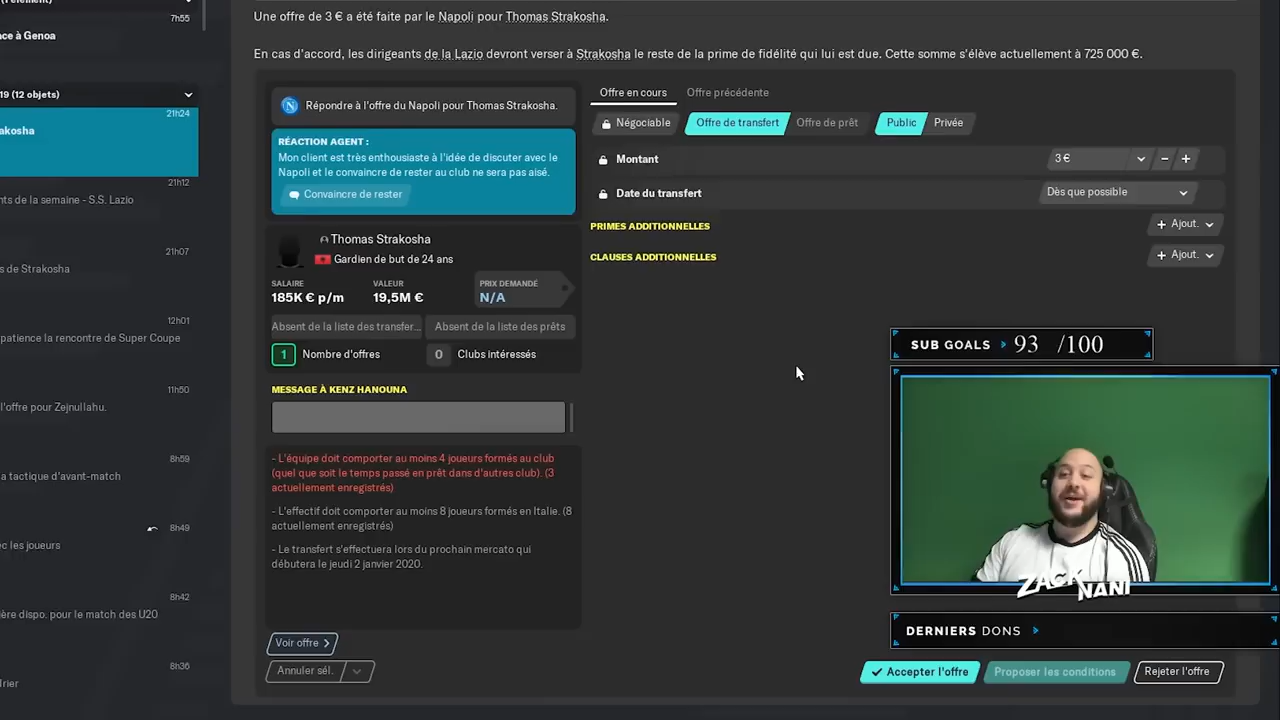 7h55
ace à Genoa
Une offre de 3 € a été faite par le Napoli pour Thomas Strakosha.
En cas d'accord, les dirigeants de la Lazio devront verser à Strakosha le reste de la prime de fidélité qui lui est due. Cette somme s'élève actuellement à 725 000 €.
19 (12 objets)
21h24
akosha
21h12
nts de la semaine - S.S. Lazio
21h07
s de Strakosha
12h01
patience la rencontre de Super Coupe
11h50
l'offre pour Zejnullahu.
8h59
a tactique d'avant-match
8h49
ec les joueurs
8h42
ière dispo. pour le match des U20
8h36
rier
Répondre à l'offre du Napoli pour Thomas Strakosha.
RÉACTION AGENT :
Mon client est très enthousiaste à l'idée de discuter avec le
Napoli et le convaincre de rester au club ne sera pas aisé.
Convaincre de rester
Thomas Strakosha
Gardien de but de 24 ans
SALAIRE VALEUR PRIX DEMANDÉ
185K € p/m 19,5M € N/A
Absent de la liste des transfer... Absent de la liste des prêts
1 Nombre d'offres 0 Clubs intéressés
MESSAGE À KENZ HANOUNA
- L'équipe doit comporter au moins 4 joueurs formés au club
(quel que soit le temps passé en prêt dans d'autres club). (3
actuellement enregistrés)
- L'effectif doit comporter au moins 8 joueurs formés en Italie. (8
actuellement enregistrés)
- Le transfert s'effectuera lors du prochain mercato qui
débutera le jeudi 2 janvier 2020.
Voir offre
Annuler sél.
Offre en cours Offre précédente
Négociable Offre de transfert Offre de prêt Public Privée
Montant 3 €
Date du transfert Dès que possible
PRIMES ADDITIONNELLES + Ajout.
CLAUSES ADDITIONNELLES + Ajout.
SUB GOALS 93 /100
ZACK
NANI
DERNIERS DONS
Accepter l'offre Proposer les conditions Rejeter l'offre